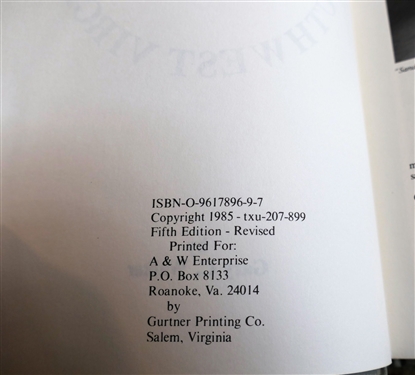 ISBN-O-9617896-9-7
Copyright 1985 - txu-207-899
Fifth Edition - Revised
Printed For:
A & W Enterprise
P.O. Box 8133
Roanoke, Va. 24014
by
Gurtner Printing Co.
Salem, Virginia